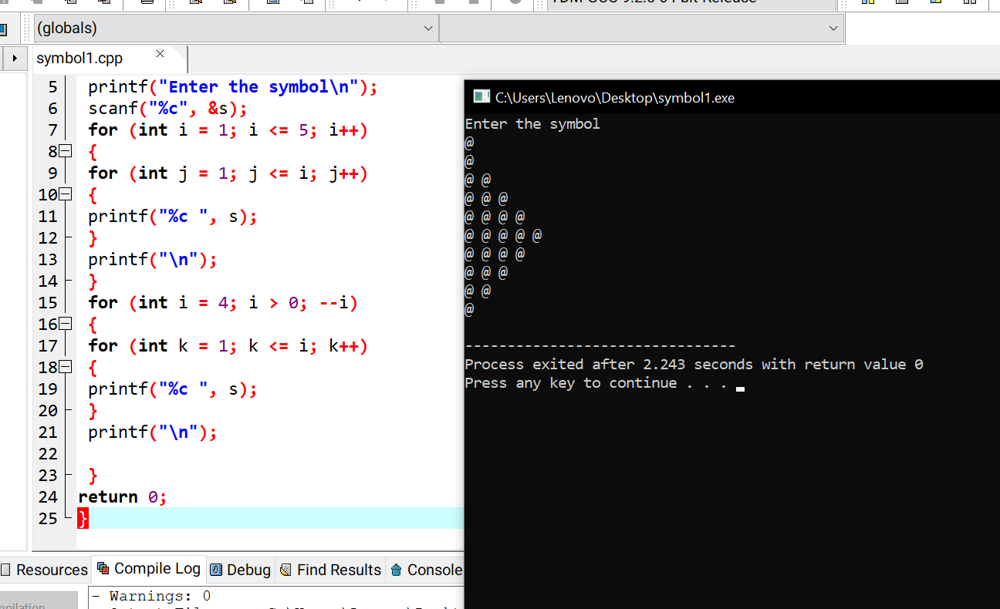 (globals)
symbol1.cpp
5 printf("Enter the symbol\n");
6 scanf("%c", &s);
7 for (int i = 1; i <= 5; i++)
8 {
9 for (int j = 1; j <= i; j++)
10 {
11 printf("%c ", s);
12 }
13 printf("\n");
14 }
15 for (int i = 4; i > 0; --i)
16 {
17 for (int k = 1; k <= i; k++)
18 {
19 printf("%c ", s);
20 }
21 printf("\n");
22
23 }
24 return 0;
25 }
C:\Users\Lenovo\Desktop\symbol1.exe
Enter the symbol
@
@
@ @
@ @ @
@ @ @ @
@ @ @ @ @
@ @ @ @
@ @ @
@ @
@
--------------------------------
Process exited after 2.243 seconds with return value 0
Press any key to continue . . .
Resources Compile Log Debug Find Results Console
- Warnings: 0